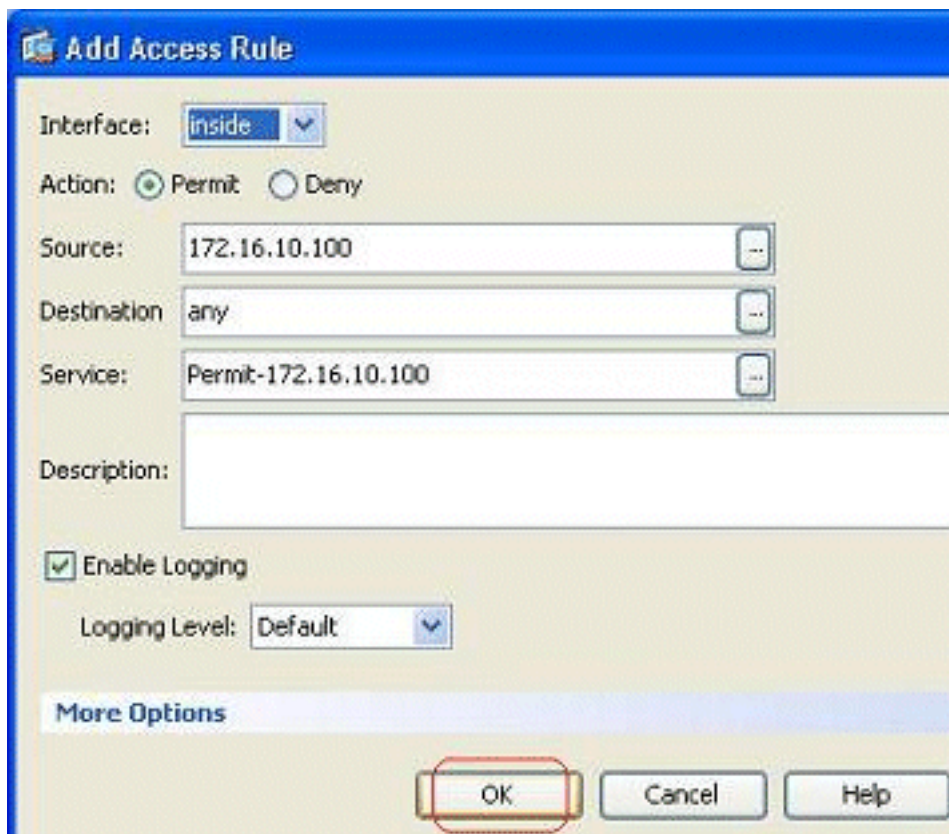 Add Access Rule
Interface: inside
Action: Permit Deny
Source: 172.16.10.100 ...
Destination any ...
Service: Permit-172.16.10.100 ...
Description:
Enable Logging
Logging Level: Default
More Options
OK Cancel Help